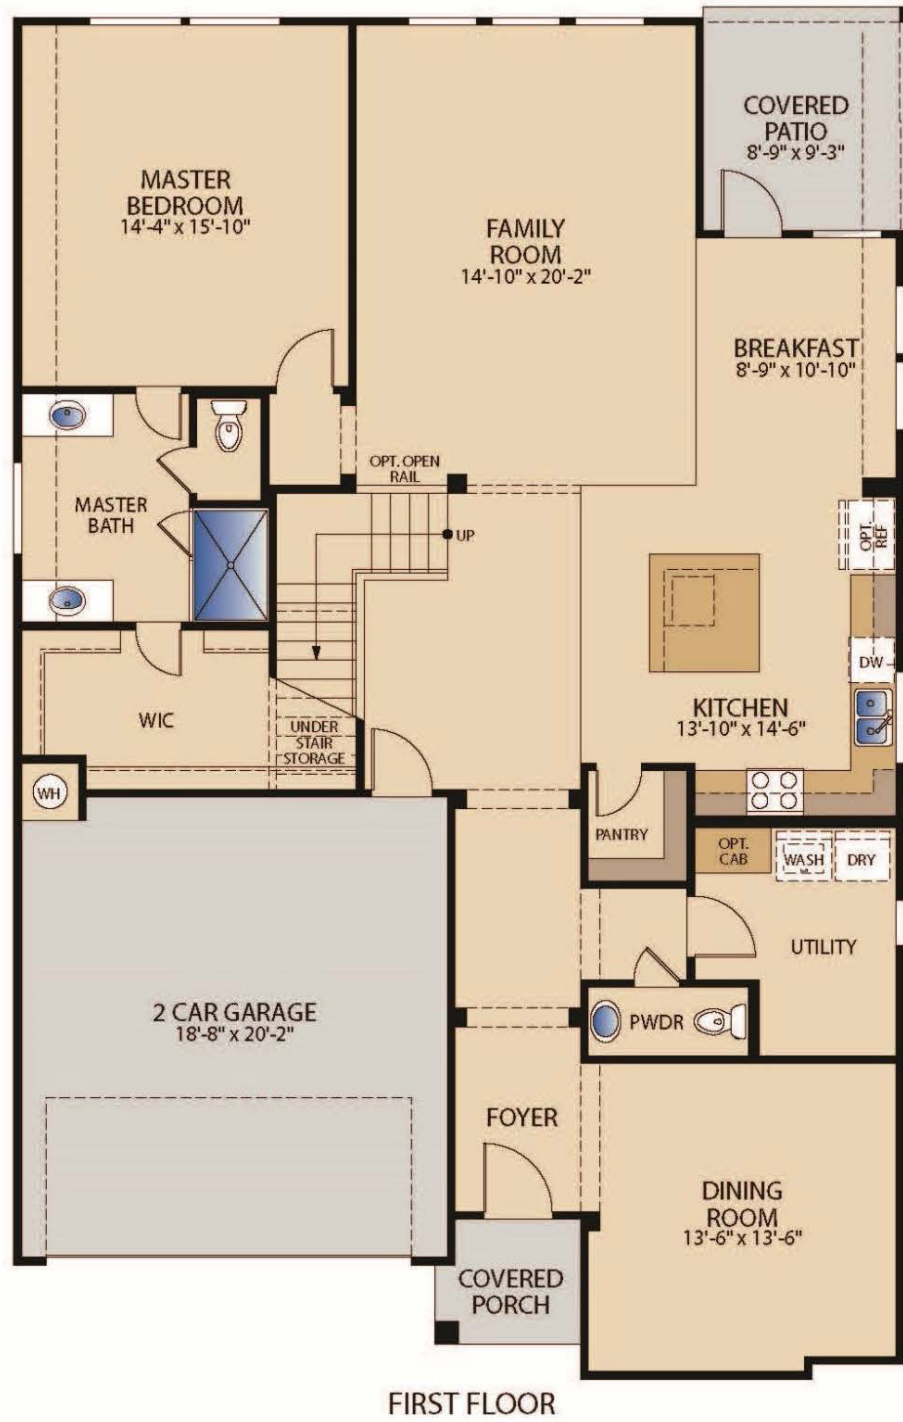 COVERED
PATIO
8'-9" x 9'-3"
MASTER
BEDROOM
14'-4" x 15'-10"
FAMILY
ROOM
14'-10" x 20'-2"
BREAKFAST
8'-9" x 10'-10"
OPT. OPEN
RAIL
MASTER
BATH
UP
OPT.
REF
DW
KITCHEN
13'-10" x 14'-6"
WIC
UNDER
STAIR
STORAGE
WH
PANTRY
OPT.
CAB
WASH
DRY
UTILITY
2 CAR GARAGE
18'-8" x 20'-2"
PWDR
FOYER
DINING
ROOM
13'-6" x 13'-6"
COVERED
PORCH
FIRST FLOOR